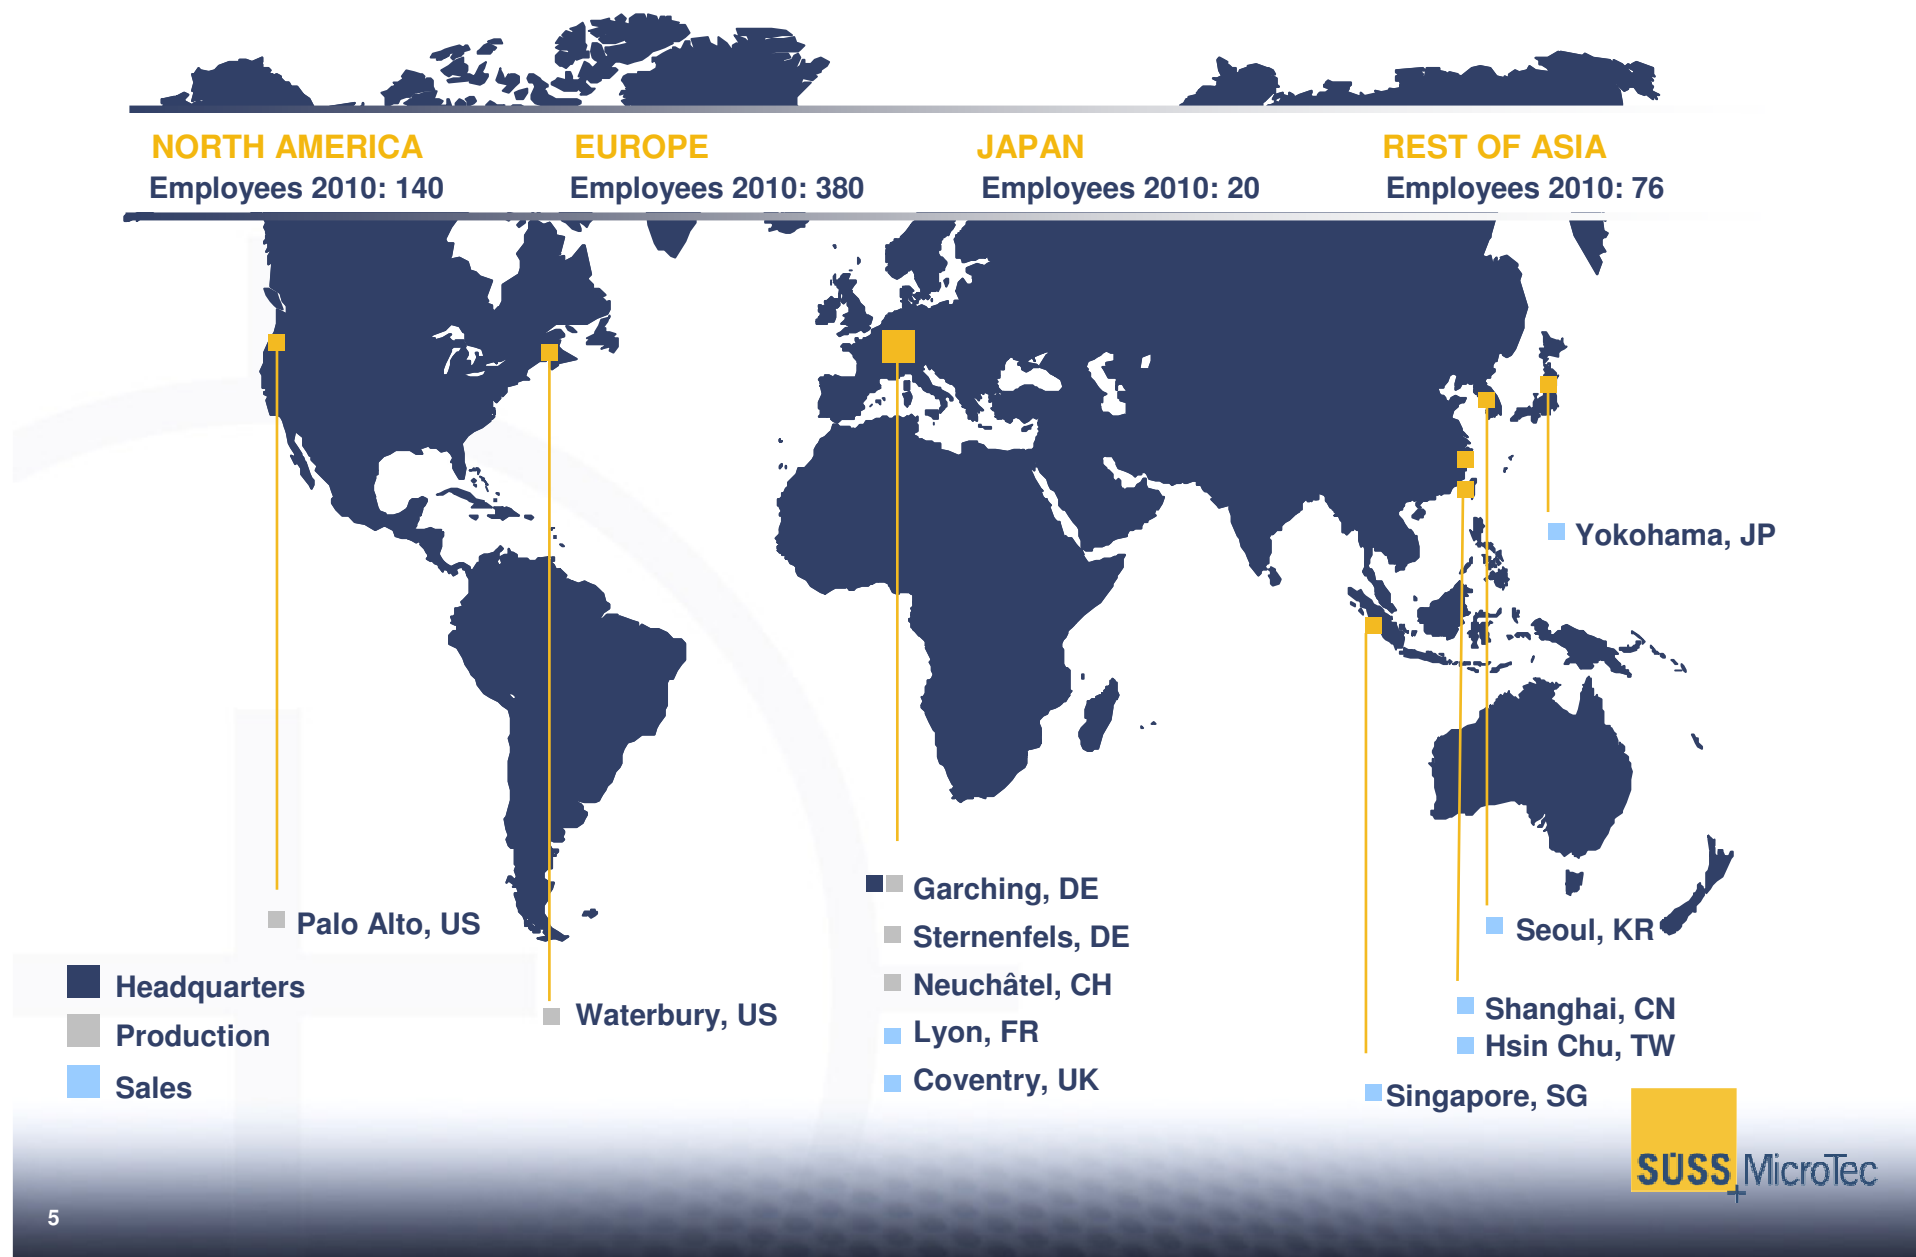 NORTH AMERICA
Employees 2010: 140
EUROPE
Employees 2010: 380
JAPAN
Employees 2010: 20
REST OF ASIA
Employees 2010: 76
Yokohama, JP
Garching, DE
Sternenfels, DE
Neuchâtel, CH
Lyon, FR
Coventry, UK
Palo Alto, US
Waterbury, US
Seoul, KR
Shanghai, CN
Hsin Chu, TW
Singapore, SG
Headquarters
Production
Sales
SÜSS MicroTec
5